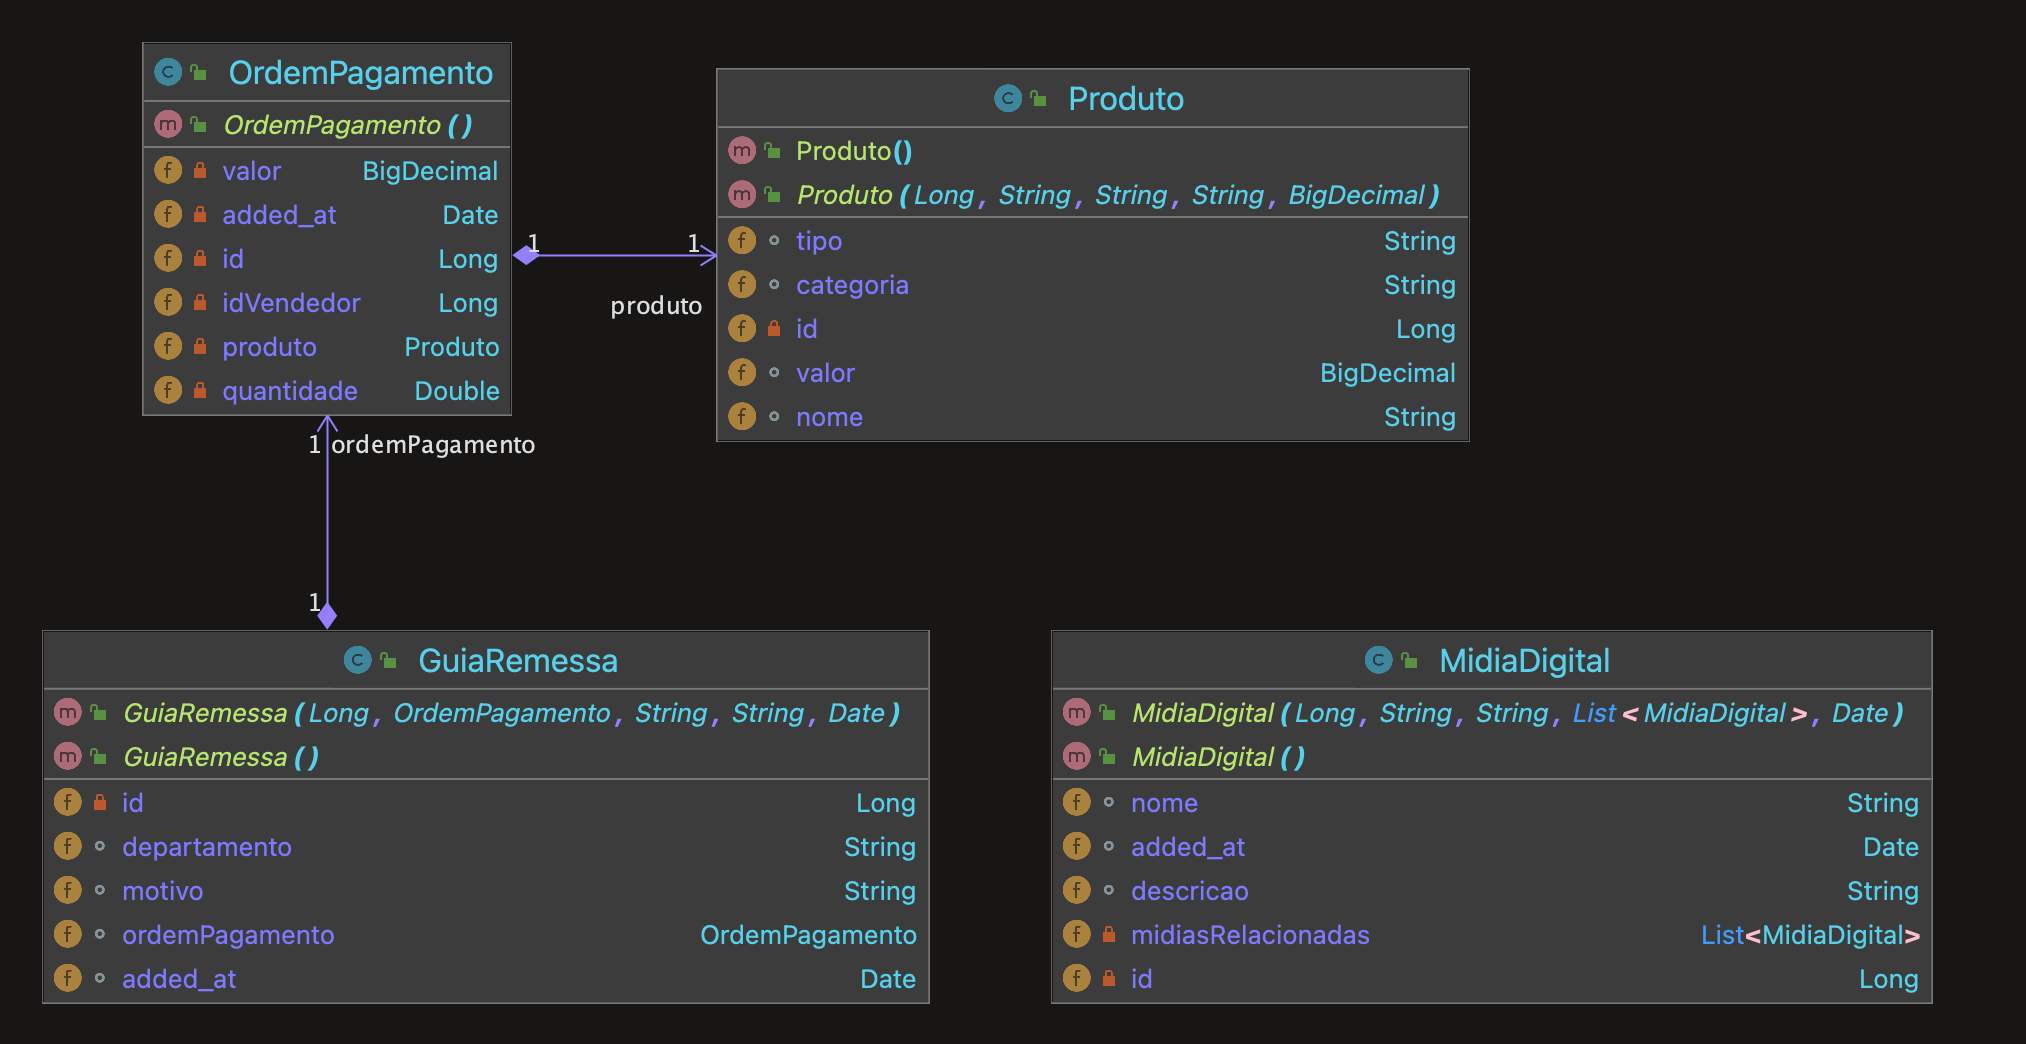 OrdemPagamento
OrdemPagamento ()
valor BigDecimal
added_at Date
id Long
idVendedor Long
produto Produto
quantidade Double
1 1
produto
Produto
Produto()
Produto (Long, String, String, String, BigDecimal)
tipo String
categoria String
id Long
valor BigDecimal
nome String
1 ordemPagamento
1
GuiaRemessa
GuiaRemessa (Long, OrdemPagamento, String, String, Date)
GuiaRemessa ()
id Long
departamento String
motivo String
ordemPagamento OrdemPagamento
added_at Date
MidiaDigital
MidiaDigital (Long, String, String, List <MidiaDigital>, Date)
MidiaDigital ()
nome String
added_at Date
descricao String
midiasRelacionadas List<MidiaDigital>
id Long